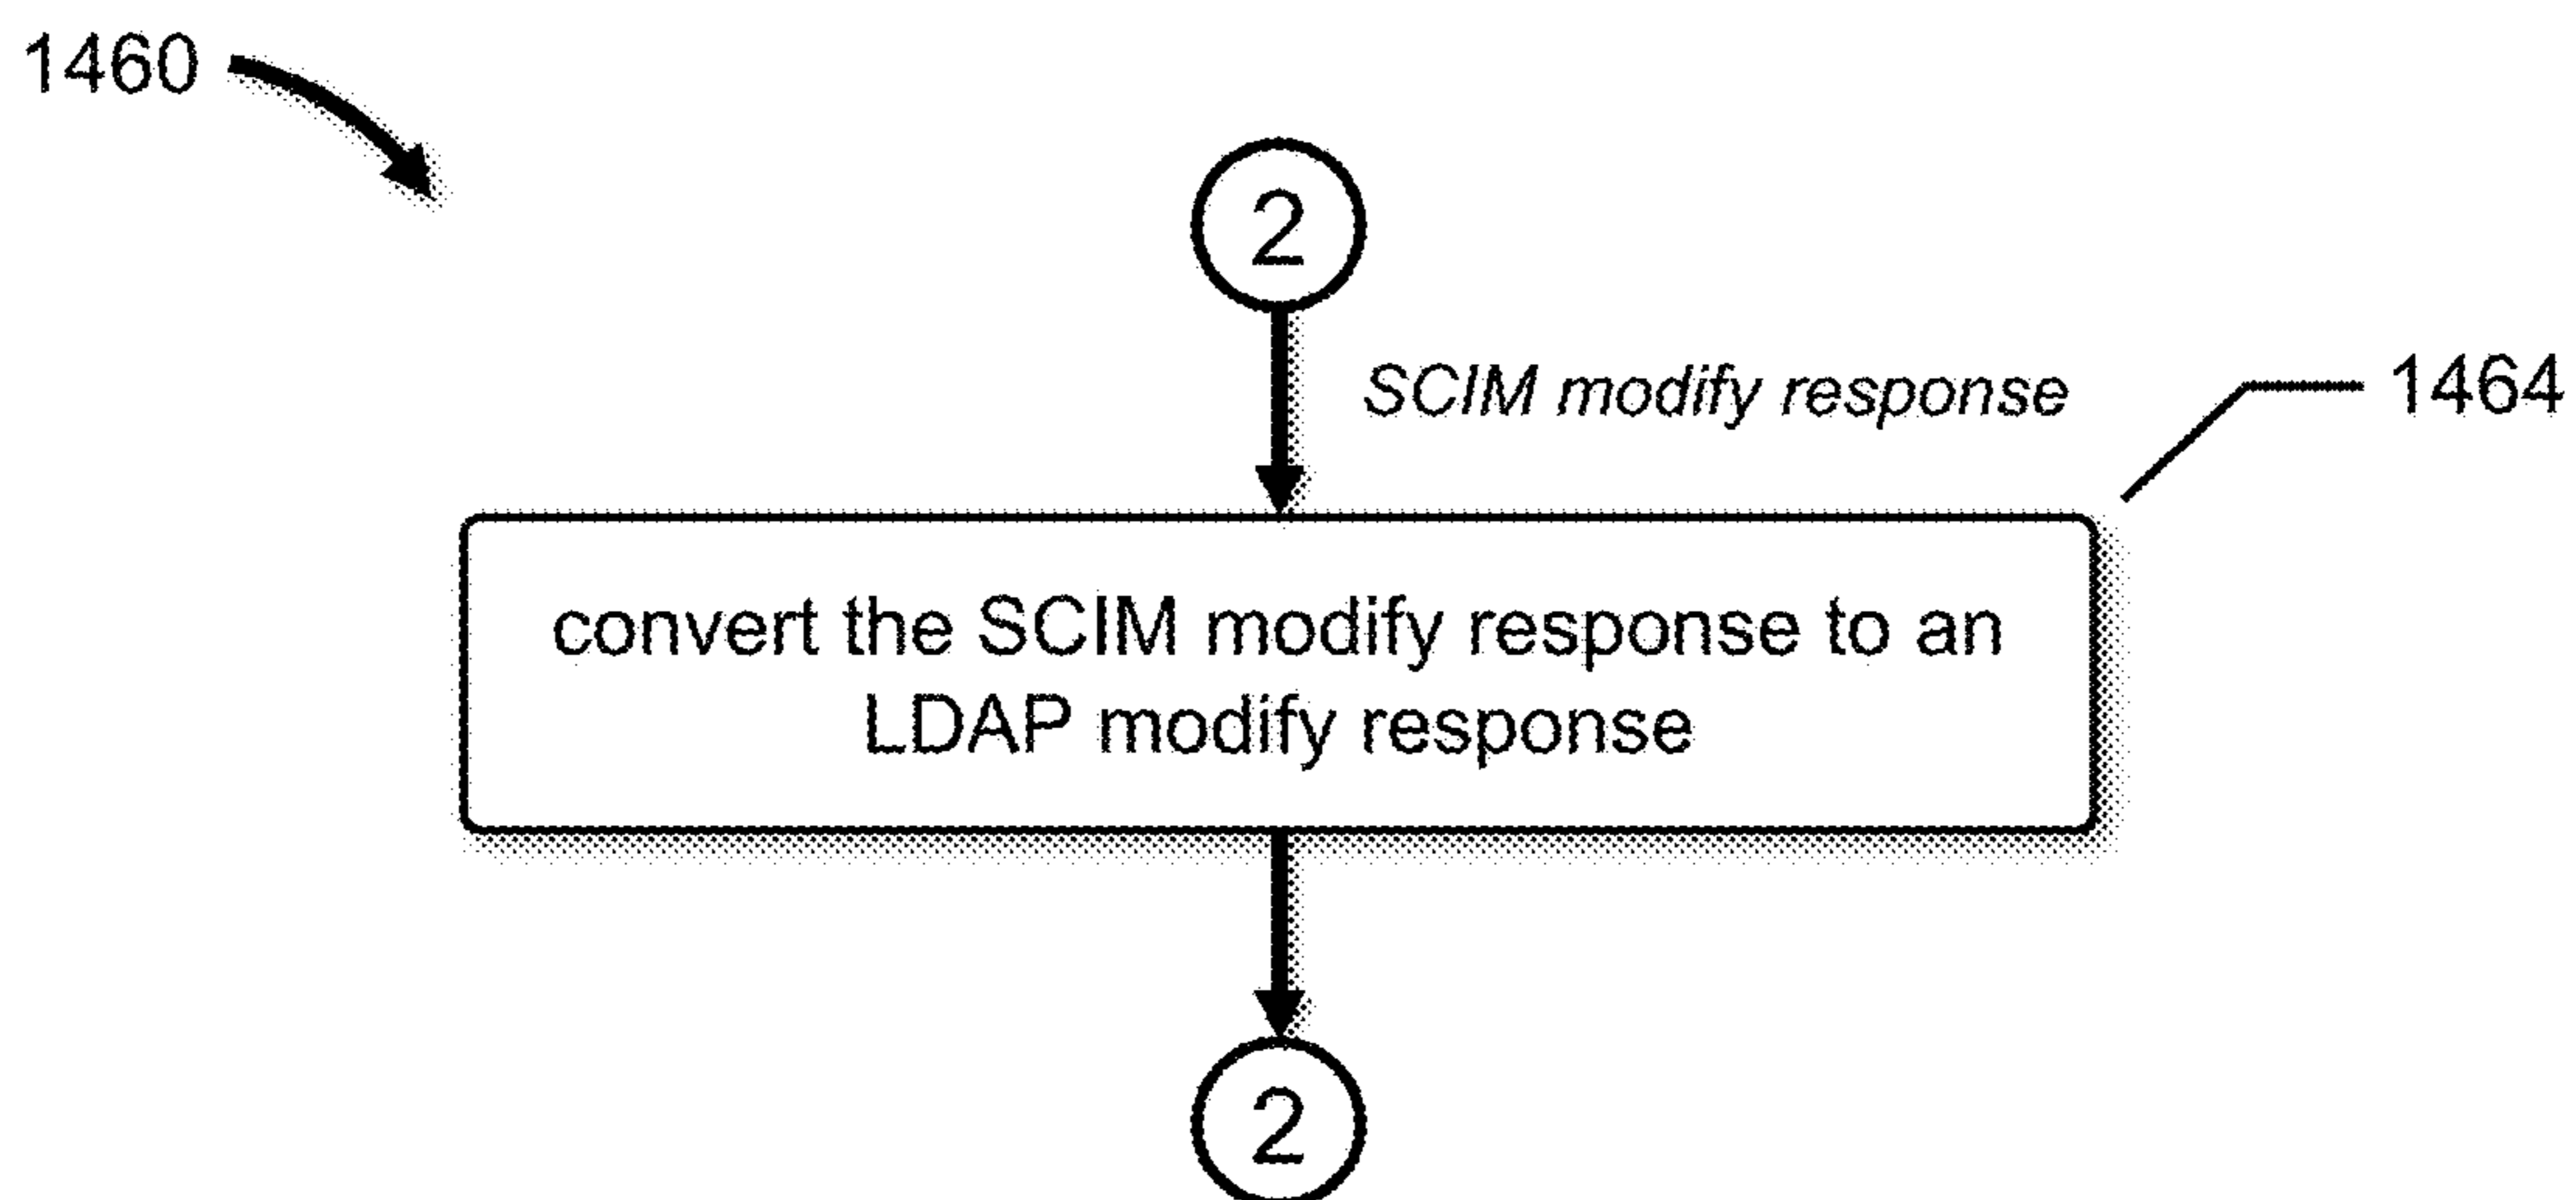 1460
2
SCIM modify response
1464
convert the SCIM modify response to an
LDAP modify response
2